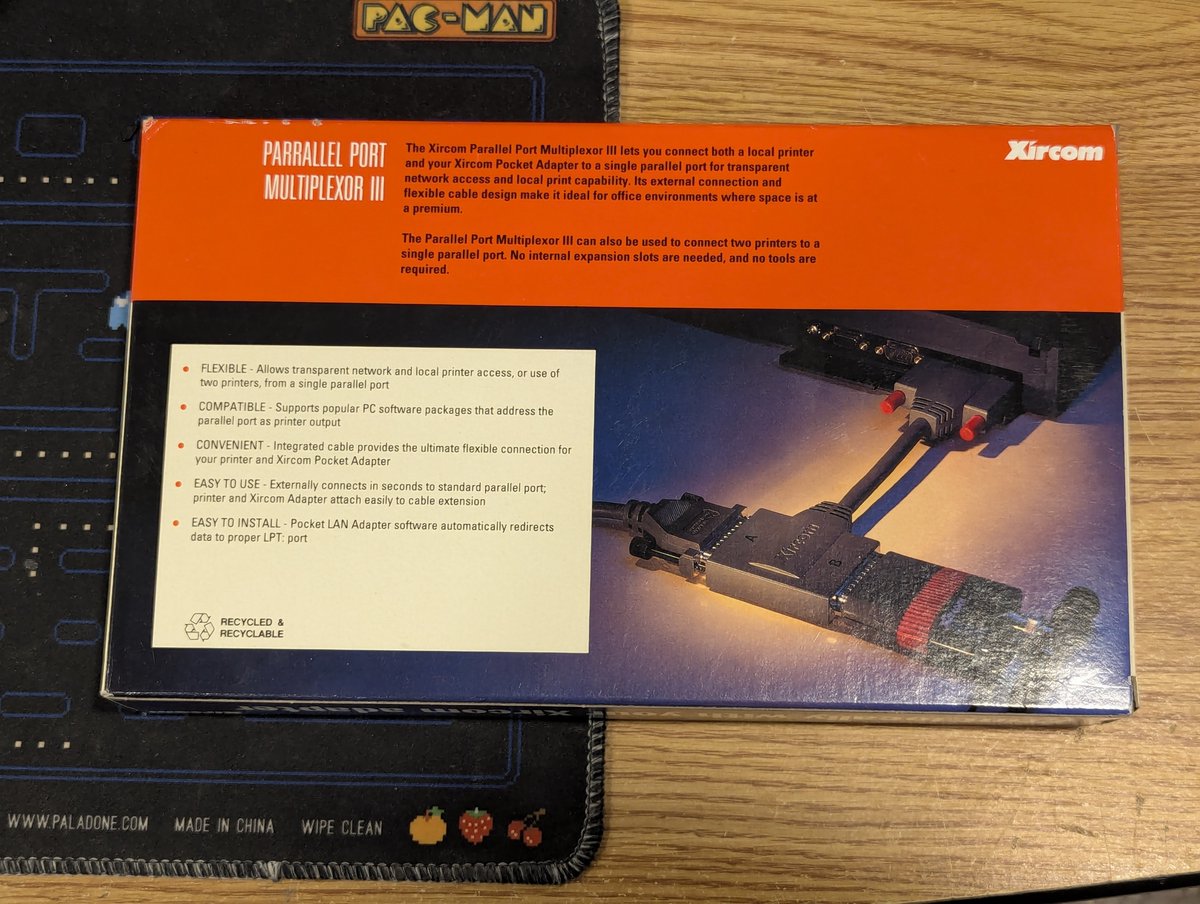 PAC-MAN
PARRALLEL PORT
MULTIPLEXOR III
The Xircom Parallel Port Multiplexor III lets you connect both a local printer
and your Xircom Pocket Adapter to a single parallel port for transparent
network access and local print capability. Its external connection and
flexible cable design make it ideal for office environments where space is at
a premium.
The Parallel Port Multiplexor III can also be used to connect two printers to a
single parallel port. No internal expansion slots are needed, and no tools are
required.
Xircom
FLEXIBLE - Allows transparent network and local printer access, or use of
two printers, from a single parallel port
COMPATIBLE - Supports popular PC software packages that address the
parallel port as printer output
CONVENIENT - Integrated cable provides the ultimate flexible connection for
your printer and Xircom Pocket Adapter
EASY TO USE - Externally connects in seconds to standard parallel port;
printer and Xircom Adapter attach easily to cable extension
EASY TO INSTALL - Pocket LAN Adapter software automatically redirects
data to proper LPT: port
RECYCLED &
RECYCLABLE
A
Xircom
B
Xircom adapter
WWW.PALADONE.COM MADE IN CHINA WIPE CLEAN